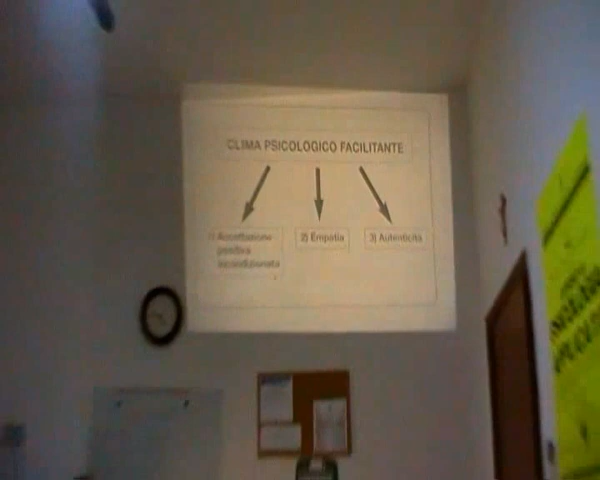 CLIMA PSICOLOGICO FACILITANTE
1) Accettazione
positiva
incondizionata
2) Empatia
3) Autenticità